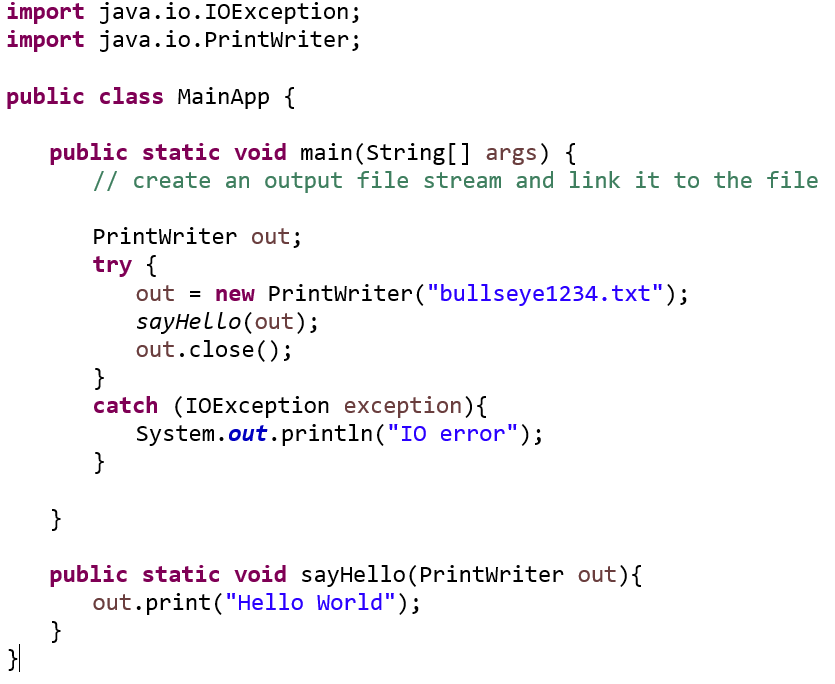 import java.io.IOException;
import java.io.PrintWriter;

public class MainApp {

    public static void main(String[] args) {
        // create an output file stream and link it to the file

        PrintWriter out;
        try {
            out = new PrintWriter("bullseye1234.txt");
            sayHello(out);
            out.close();
        }
        catch (IOException exception){
            System.out.println("IO error");
        }

    }

    public static void sayHello(PrintWriter out){
        out.print("Hello World");
    }
}